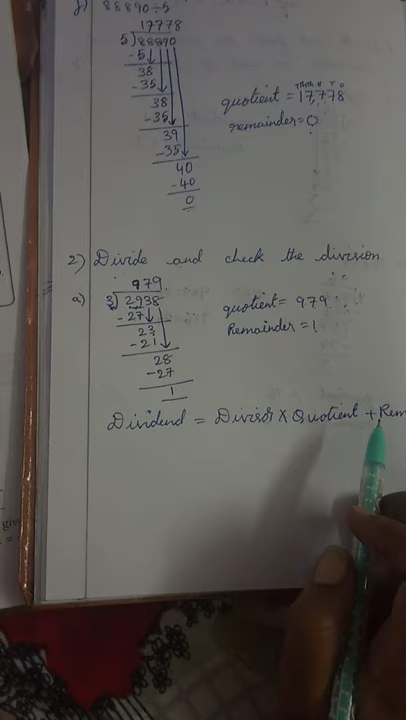 f) 88890÷5
17778
5)88890
-5
38
-35
38
-35
39
-35
40
-40
0
TTh Th H T O
quotient = 17,778
remainder = 0
2) Divide and check the division
a)
979
3)2938
-27
23
-21
28
-27
1
quotient = 979
Remainder = 1
Dividend = Divisor X Quotient + Rem